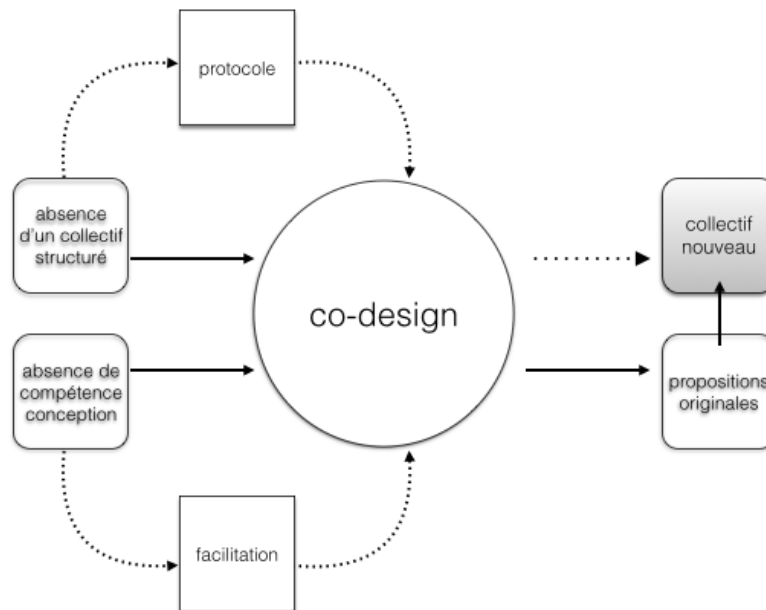 protocole
absence
d'un collectif
structuré
collectif
nouveau
co-design
absence de
compétence
conception
propositions
originales
facilitation